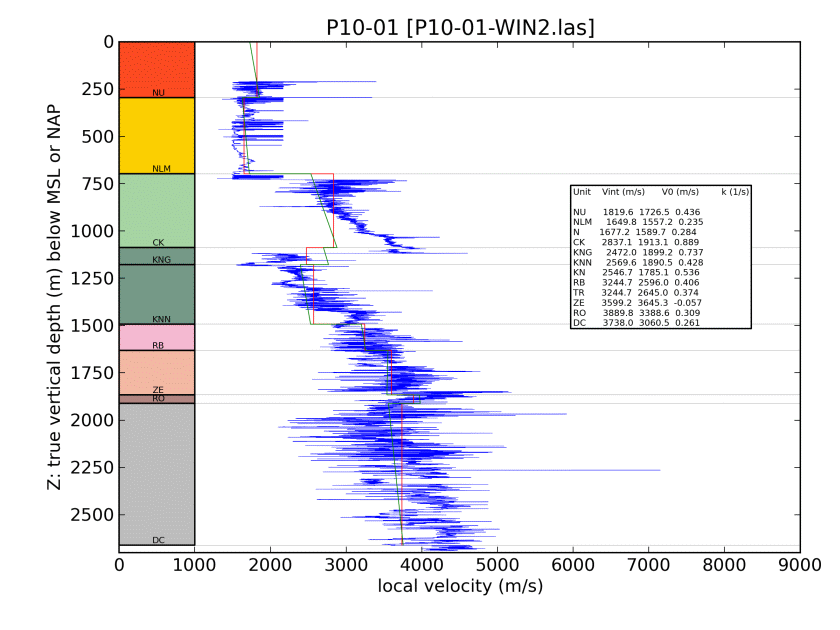 P10-01 [P10-01-WIN2.las]
0
250
500
750
1000
1250
1500
1750
2000
2250
2500
Z: true vertical depth (m) below MSL or NAP
NU
NLM
CK
KNG
KNN
RB
ZE
RO
DC
Unit Vint (m/s) V0 (m/s) k (1/s)
NU 1819.6 1726.5 0.436
NLM 1649.8 1557.2 0.235
N 1677.2 1589.7 0.284
CK 2837.1 1913.1 0.889
KNG 2472.0 1899.2 0.737
KNN 2569.6 1890.5 0.428
KN 2546.7 1785.1 0.536
RB 3244.7 2596.0 0.406
TR 3244.7 2645.0 0.374
ZE 3599.2 3645.3 -0.057
RO 3889.8 3388.6 0.309
DC 3738.0 3060.5 0.261
0 1000 2000 3000 4000 5000 6000 7000 8000 9000
local velocity (m/s)